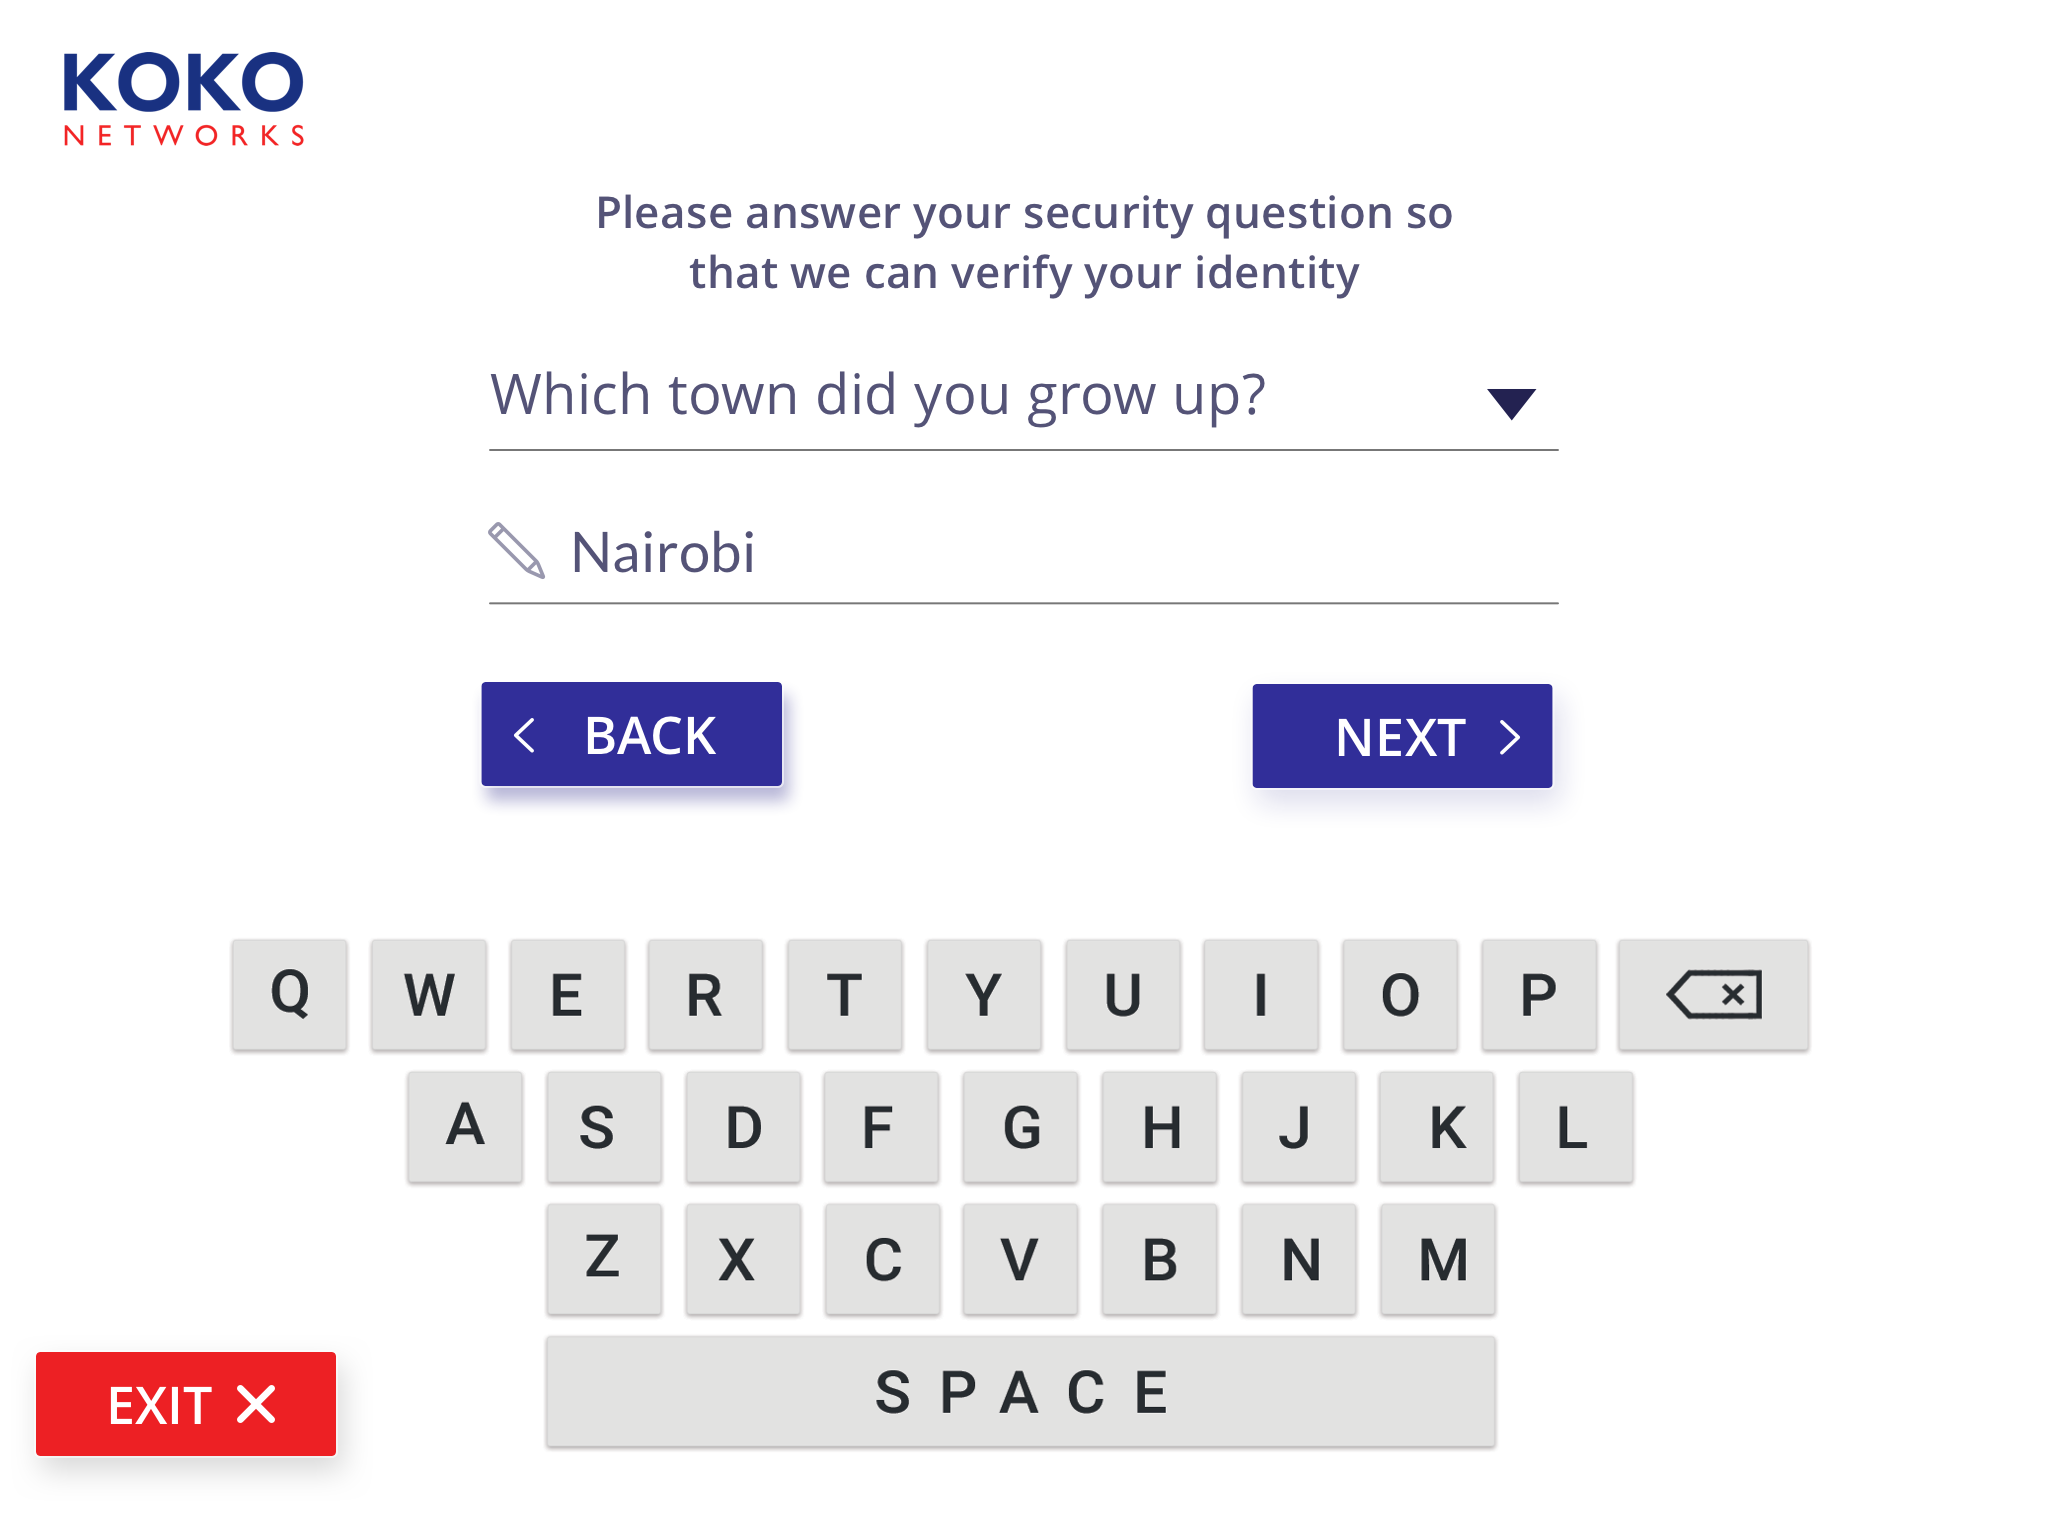 KOKO
NETWORKS
Please answer your security question so
that we can verify your identity
Which town did you grow up?
Nairobi
BACK
NEXT
Q W E R T Y U I O P
A S D F G H J K L
Z X C V B N M
SPACE
EXIT